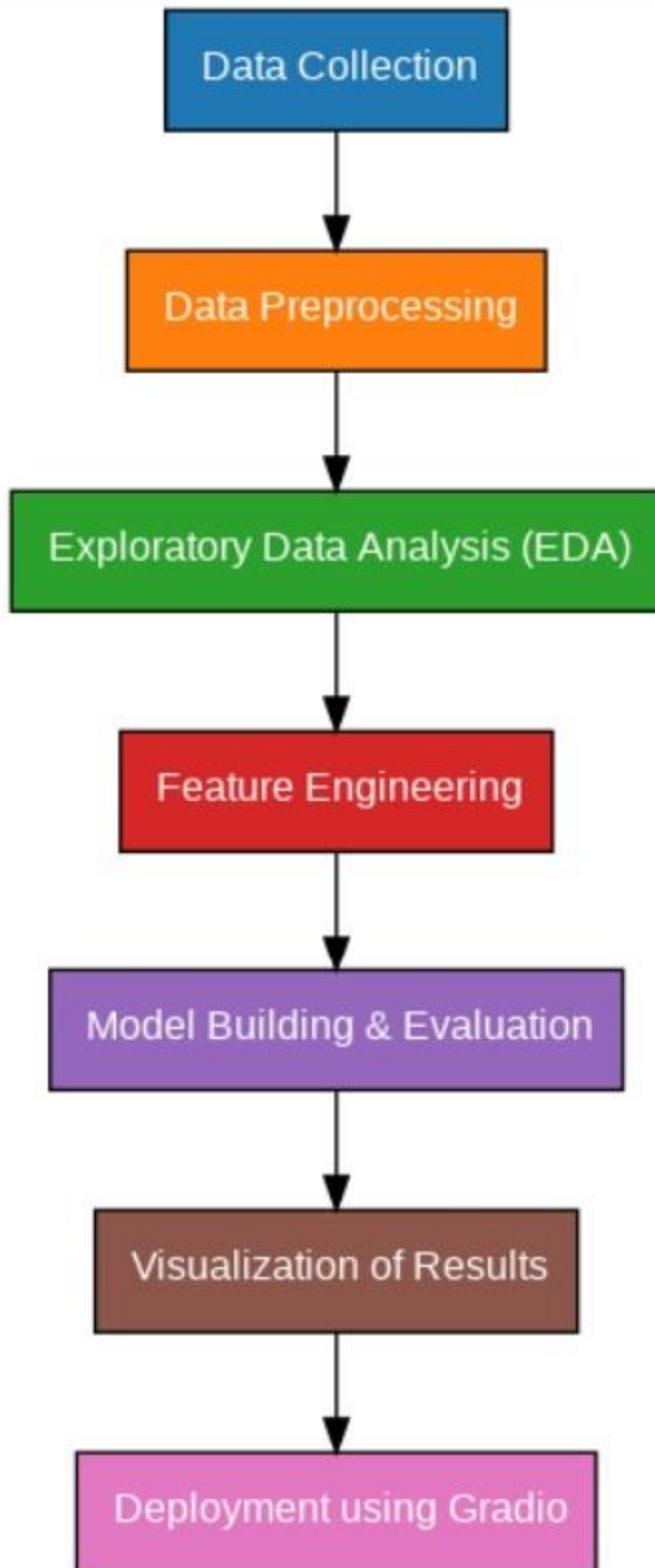 Data Collection
Data Preprocessing
Exploratory Data Analysis (EDA)
Feature Engineering
Model Building & Evaluation
Visualization of Results
Deployment using Gradio